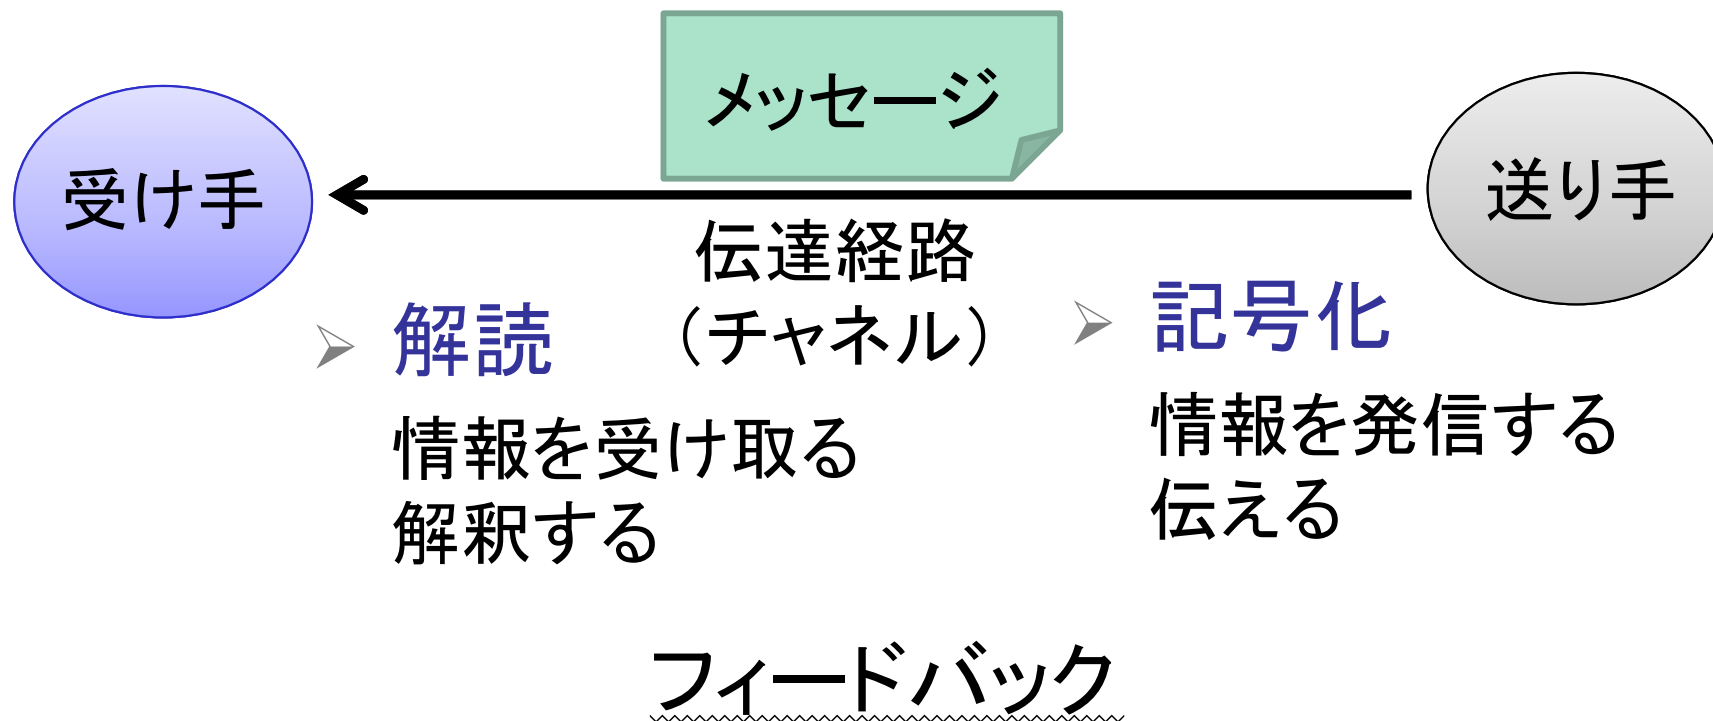 メッセージ
受け手
送り手
伝達経路
（チャネル）
解読
情報を受け取る
解釈する
記号化
情報を発信する
伝える
フィードバック